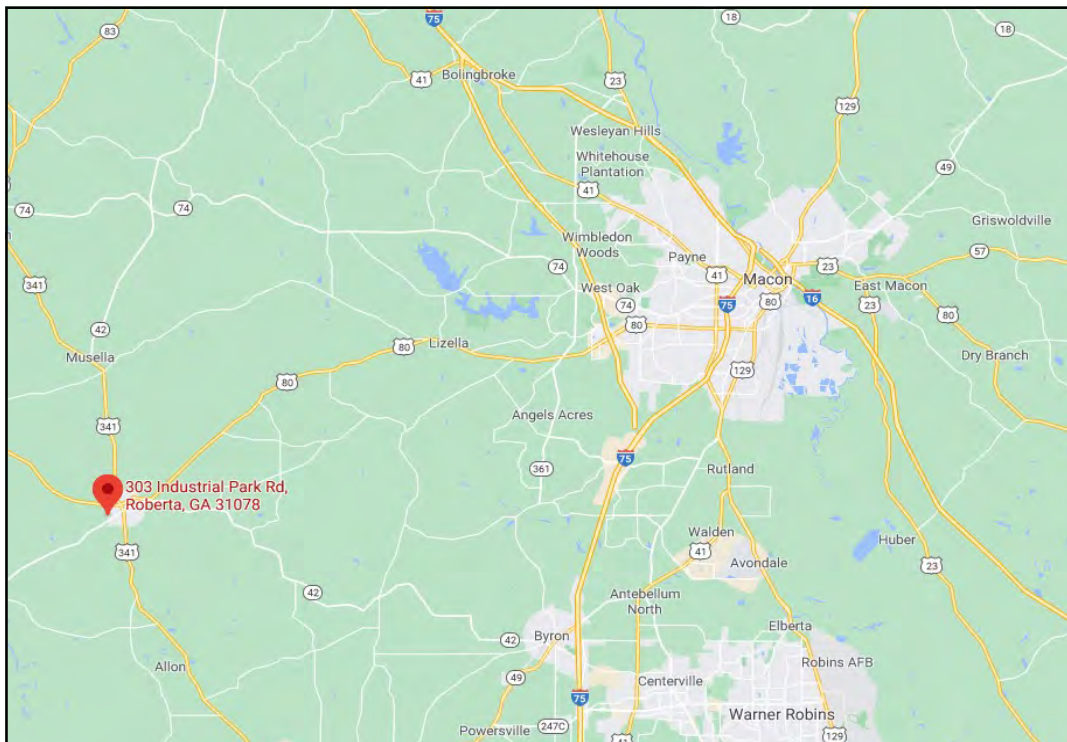 75
83
18
18
41
Bolingbroke
23
129
Wesleyan Hills
Whitehouse
Plantation
41
49
74
74
74
Griswoldville
Wimbledon
Woods
Payne
57
74
41
Macon
23
341
West Oak
74
75
80
16
East Macon
23
80
42
80
80
Musella
80
Lizella
Dry Branch
129
80
341
Angels Acres
75
361
Rutland
303 Industrial Park Rd,
Roberta, GA 31078
Walden
41
Huber
341
Avondale
23
42
Antebellum
North
Elberta
42
Byron
Robins AFB
Allon
49
Centerville
75
Warner Robins
Powersville
247C
41
129